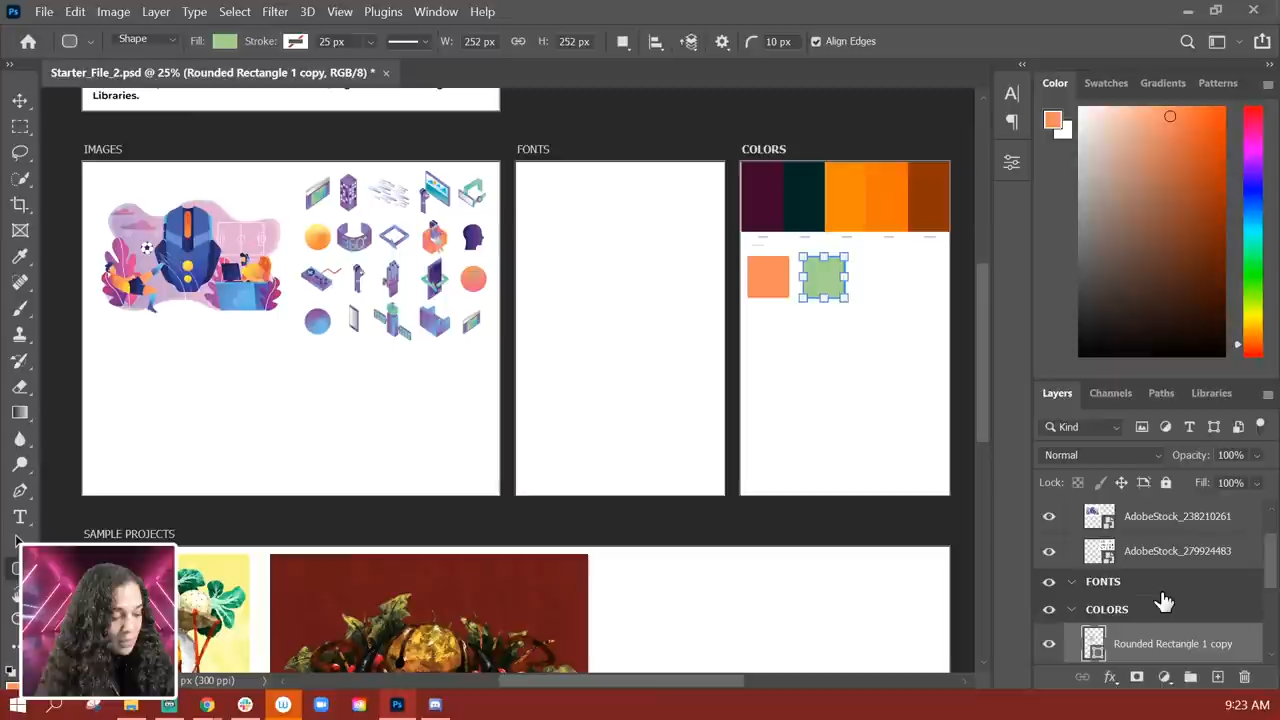 File Edit Image Layer Type Select Filter 3D View Plugins Window Help
Shape Fill: Stroke: 25 px W: 252 px H: 252 px 10 px Align Edges
Starter_File_2.psd @ 25% (Rounded Rectangle 1 copy, RGB/8) * ×
Libraries.
IMAGES FONTS COLORS
SAMPLE PROJECTS
Color Swatches Gradients Patterns
Layers Channels Paths Libraries
Kind
Normal Opacity: 100%
Lock: Fill: 100%
AdobeStock_238210261
AdobeStock_279924483
FONTS
COLORS
Rounded Rectangle 1 copy
px (300 ppi)
9:23 AM